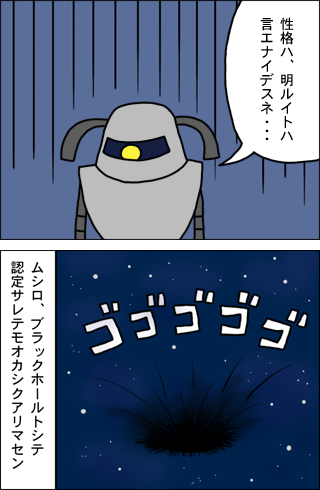 性格ハ、明ルイトハ
言エナイデスネ・・・
ゴゴゴゴゴ
ムシロ、ブラックホールトシテ
認定サレテモオカシクアリマセン